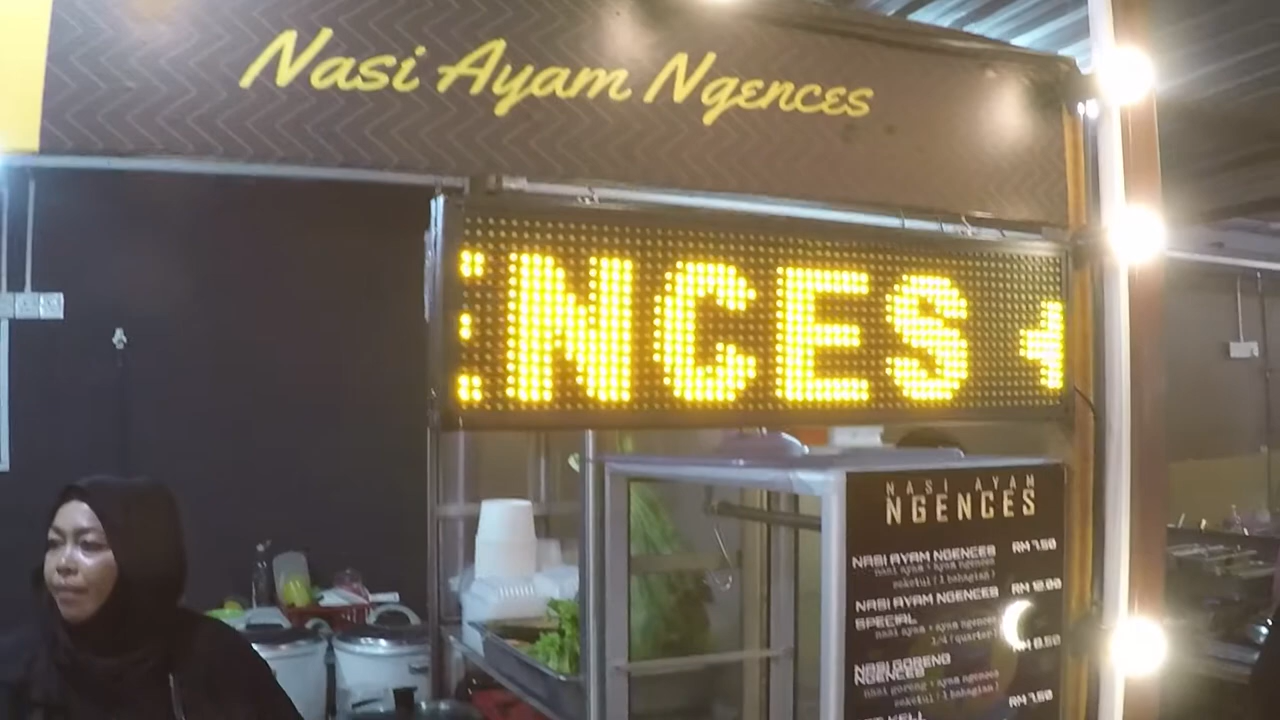 Nasi Ayam Ngences
ENCES
NASI AYAM
NGENCES
NASI AYAM NGENCES RM 7.50
nasi ayam + ayam ngences
seketul ( 1 bahagian )
NASI AYAM NGENCES RM 12.00
SPECIAL
nasi ayam + ayam ngences
1/4 ( quarter )
NASI GORENG RM 8.50
NGENCES
nasi goreng + ayam ngences
seketul ( 1 bahagian )
RM 7.50